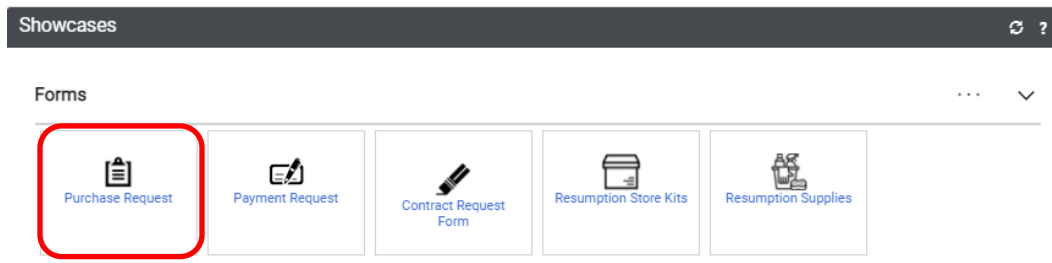 Showcases
?
Forms
...
Purchase Request
Payment Request
Contract Request
Form
Resumption Store Kits
Resumption Supplies